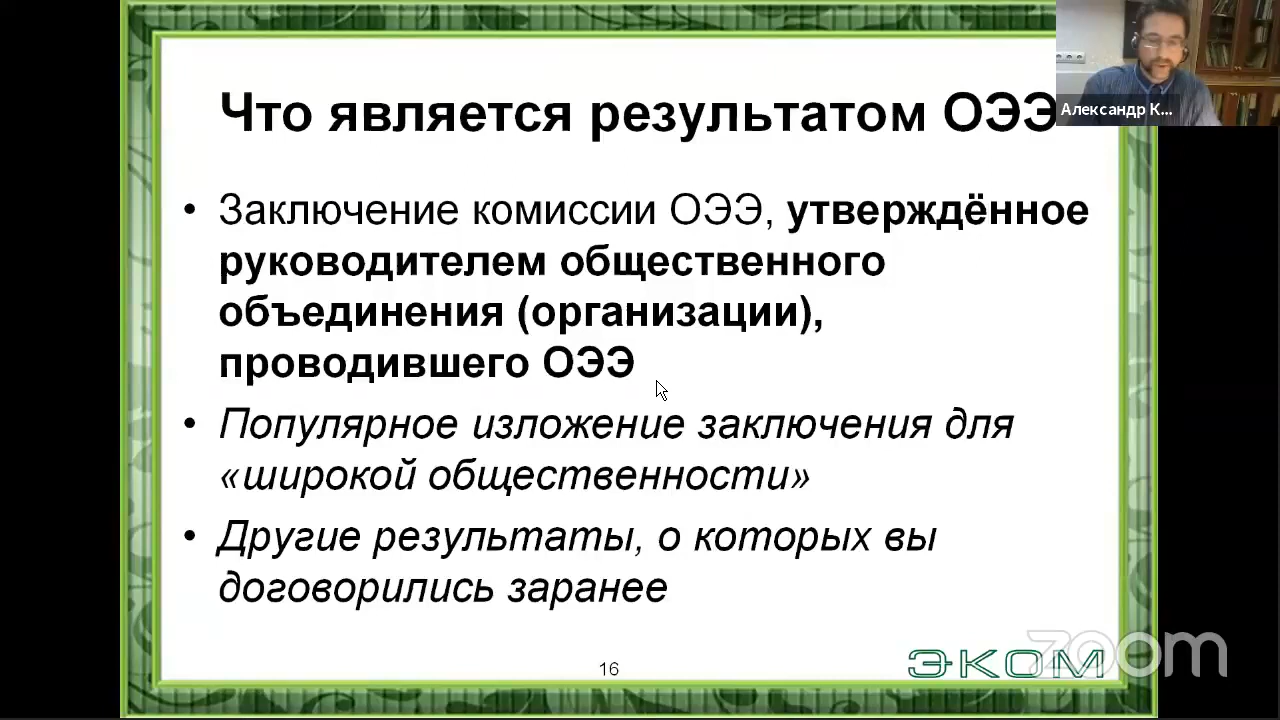 Что является результатом ОЭЭ
Александр К...
• Заключение комиссии ОЭЭ, утверждённое
руководителем общественного
объединения (организации),
проводившего ОЭЭ
• Популярное изложение заключения для
«широкой общественности»
• Другие результаты, о которых вы
договорились заранее
16
ЭКОМ
zoom